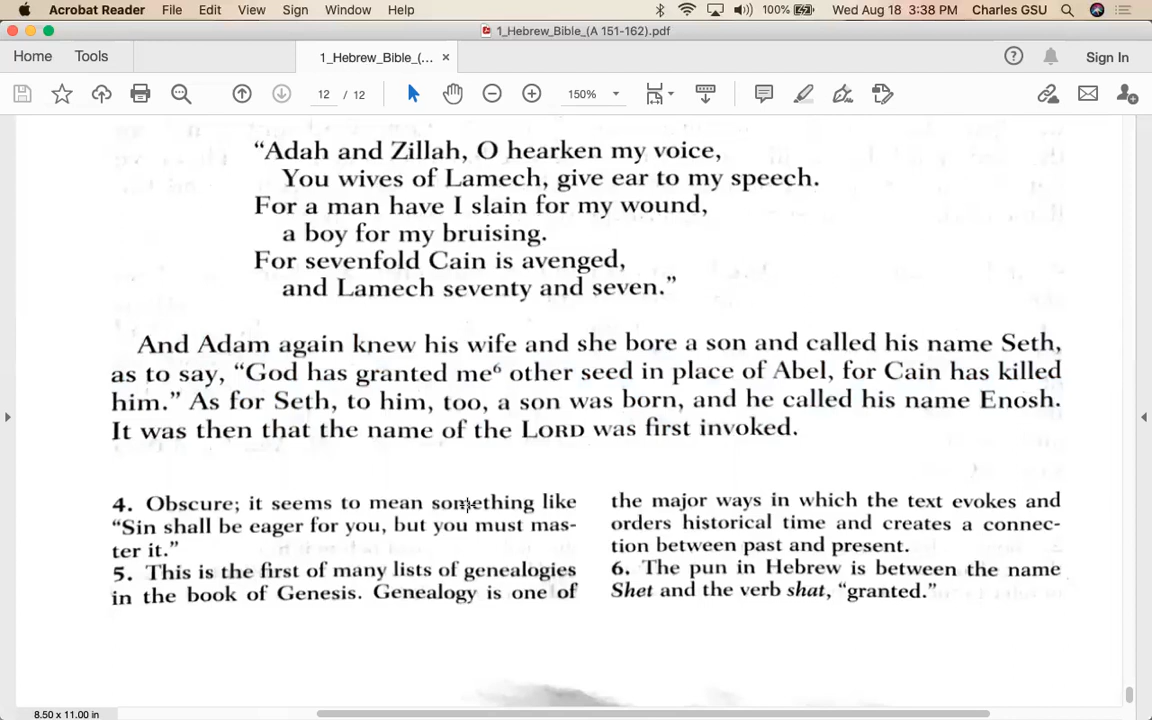 Acrobat Reader File Edit View Sign Window Help 100% Wed Aug 18 3:38 PM Charles GSU
1_Hebrew_Bible_(A 151-162).pdf
Home Tools 1_Hebrew_Bible_(... × Sign In
12 / 12 150%
“Adah and Zillah, O hearken my voice,
You wives of Lamech, give ear to my speech.
For a man have I slain for my wound,
a boy for my bruising.
For sevenfold Cain is avenged,
and Lamech seventy and seven.”
And Adam again knew his wife and she bore a son and called his name Seth,
as to say, “God has granted me⁶ other seed in place of Abel, for Cain has killed
him.” As for Seth, to him, too, a son was born, and he called his name Enosh.
It was then that the name of the LORD was first invoked.
4. Obscure; it seems to mean something like
“Sin shall be eager for you, but you must mas-
ter it.”
5. This is the first of many lists of genealogies
in the book of Genesis. Genealogy is one of
the major ways in which the text evokes and
orders historical time and creates a connec-
tion between past and present.
6. The pun in Hebrew is between the name
Shet and the verb shat, “granted.”
8.50 x 11.00 in